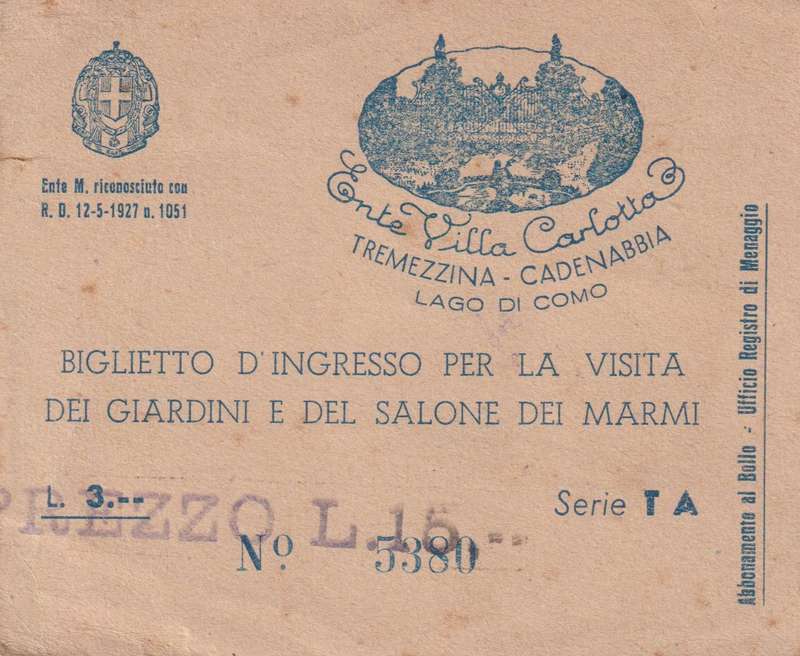 Ente M. riconosciuto con
R. D. 12-5-1927 n. 1051
Ente Villa Carlotta
TREMEZZINA - CADENABBIA
LAGO DI COMO
BIGLIETTO D'INGRESSO PER LA VISITA
DEI GIARDINI E DEL SALONE DEI MARMI
L. 3.--
Serie TA
PREZZO L.15.--
Nº 5380
Abbonamento al Bollo - Ufficio Registro di Menaggio